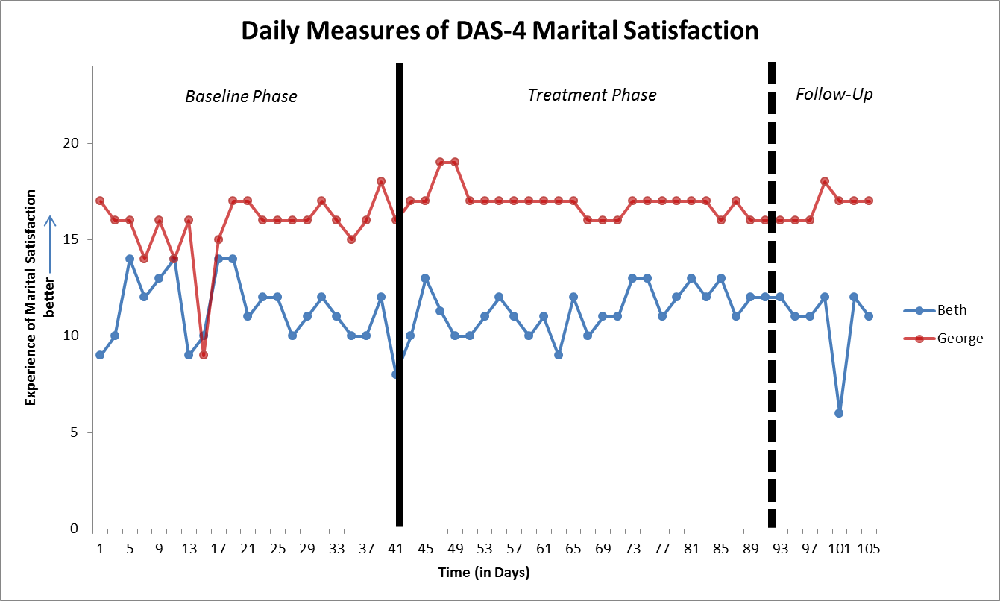 Daily Measures of DAS-4 Marital Satisfaction
Baseline Phase
Treatment Phase
Follow-Up
Experience of Marital Satisfaction
better
20
15
10
5
0
1 5 9 13 17 21 25 29 33 37 41 45 49 53 57 61 65 69 73 77 81 85 89 93 97 101 105
Time (in Days)
Beth
George